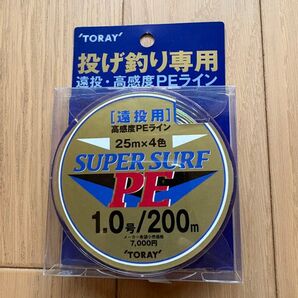 'TORAY'
投げ釣り専用
遠投・高感度PEライン
[遠投用]
高感度PEライン
25m×4色
SUPER SURF
PE
1.0号/200m
メーカー希望小売価格
7,000円
'TORAY'